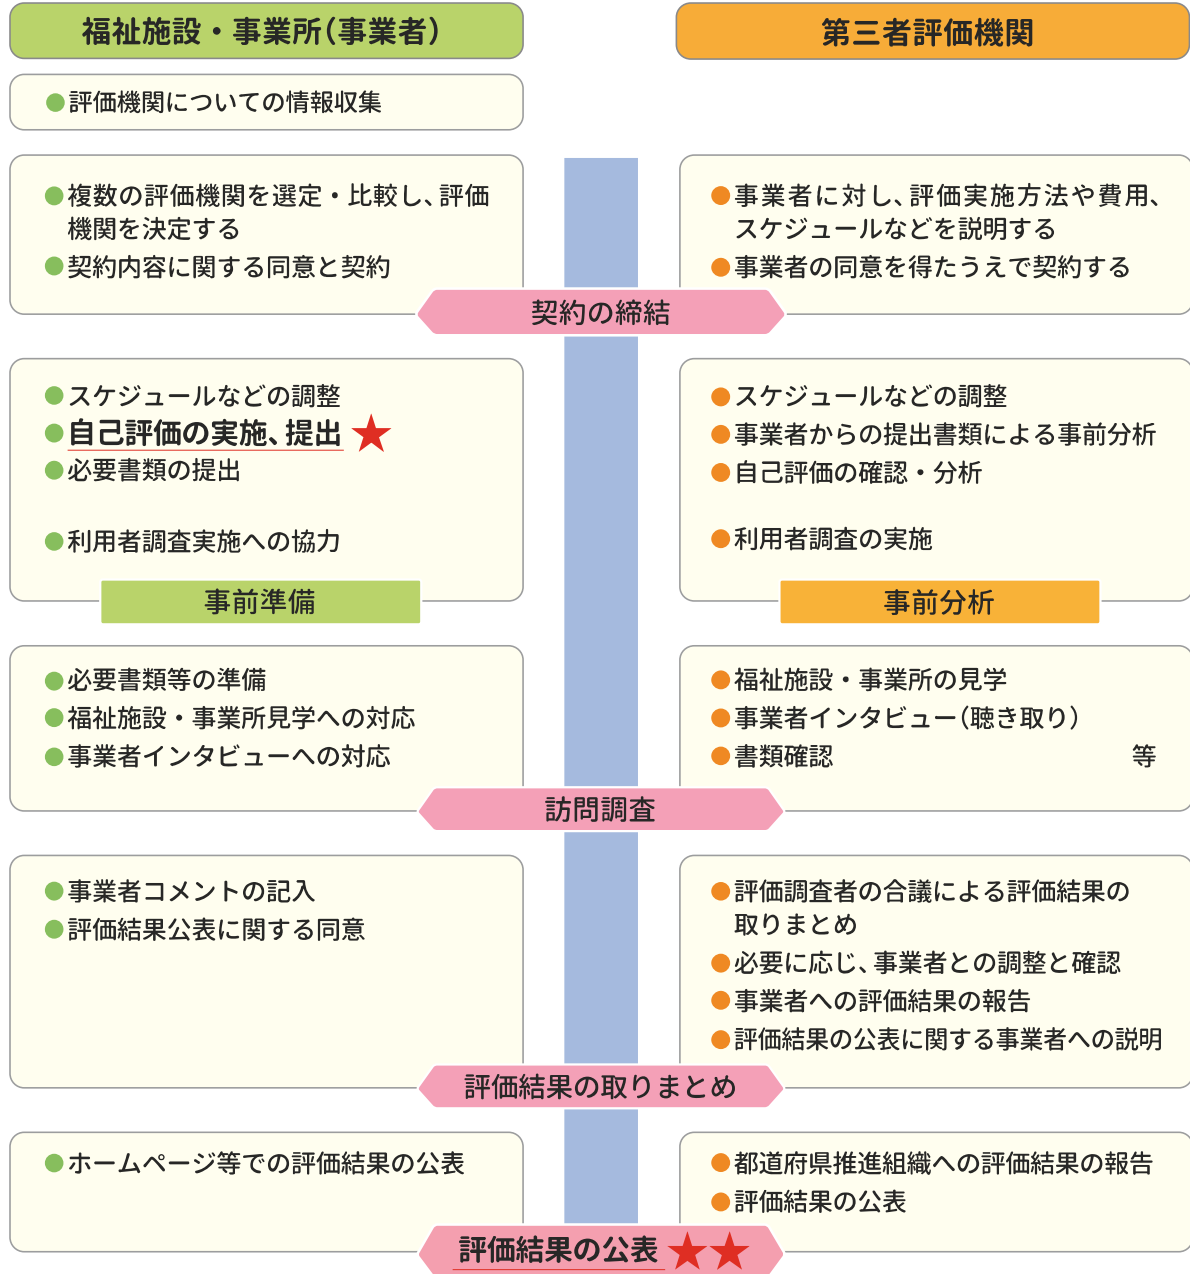 福祉施設・事業所（事業者）
第三者評価機関
●評価機関についての情報収集
●複数の評価機関を選定・比較し、評価
機関を決定する
●契約内容に関する同意と契約
●事業者に対し、評価実施方法や費用、
スケジュールなどを説明する
●事業者の同意を得たうえで契約する
契約の締結
●スケジュールなどの調整
●自己評価の実施、提出★
●必要書類の提出
●利用者調査実施への協力
事前準備
●スケジュールなどの調整
●事業者からの提出書類による事前分析
●自己評価の確認・分析
●利用者調査の実施
事前分析
●必要書類等の準備
●福祉施設・事業所見学への対応
●事業者インタビューへの対応
●福祉施設・事業所の見学
●事業者インタビュー（聴き取り）
●書類確認 等
訪問調査
●事業者コメントの記入
●評価結果公表に関する同意
●評価調査者の合議による評価結果の
取りまとめ
●必要に応じ、事業者との調整と確認
●事業者への評価結果の報告
●評価結果の公表に関する事業者への説明
評価結果の取りまとめ
●ホームページ等での評価結果の公表
●都道府県推進組織への評価結果の報告
●評価結果の公表
評価結果の公表★★